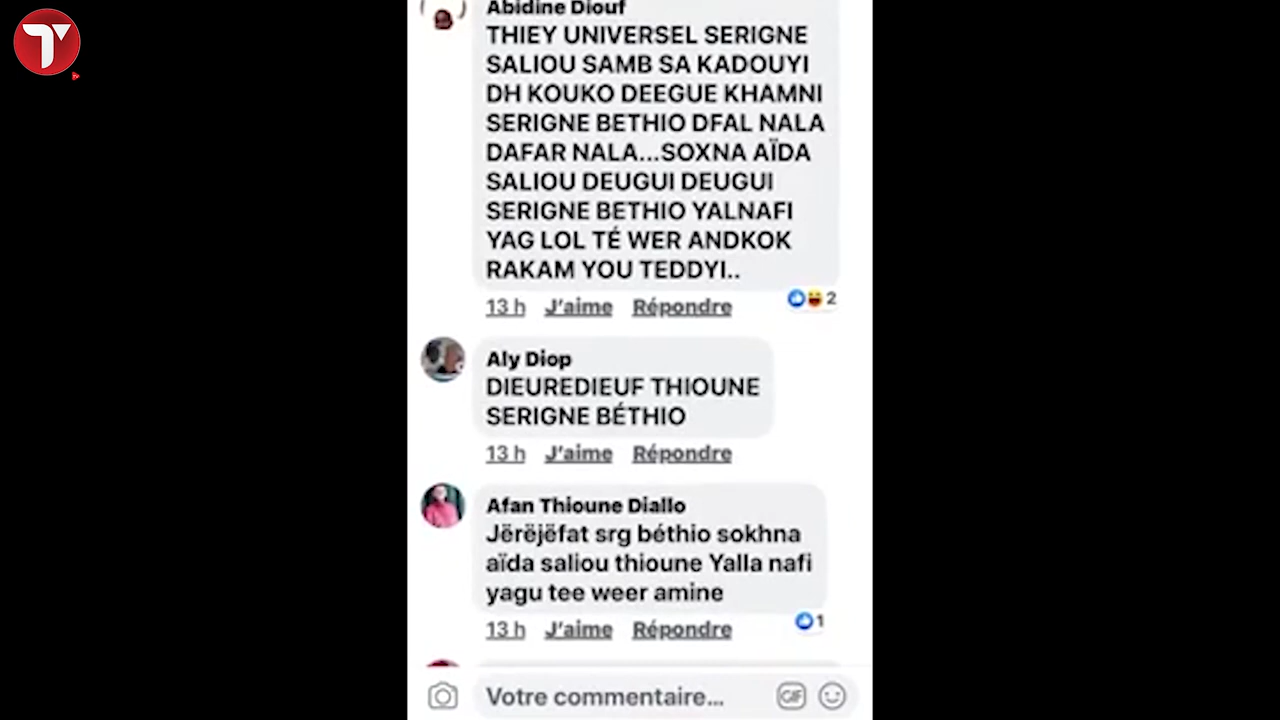 Abidine Diouf
THIEY UNIVERSEL SERIGNE
SALIOU SAMB SA KADOUYI
DH KOUKO DEEGUE KHAMNI
SERIGNE BETHIO DFAL NALA
DAFAR NALA...SOXNA AÏDA
SALIOU DEUGUI DEUGUI
SERIGNE BETHIO YALNAFI
YAG LOL TÉ WER ANDKOK
RAKAM YOU TEDDYI..
13 h J'aime Répondre 2
Aly Diop
DIEUREDIEUF THIOUNE
SERIGNE BÉTHIO
13 h J'aime Répondre
Afan Thioune Diallo
Jërëjëfat srg béthio sokhna
aïda saliou thioune Yalla nafi
yagu tee weer amine
13 h J'aime Répondre 1
Votre commentaire... GIF